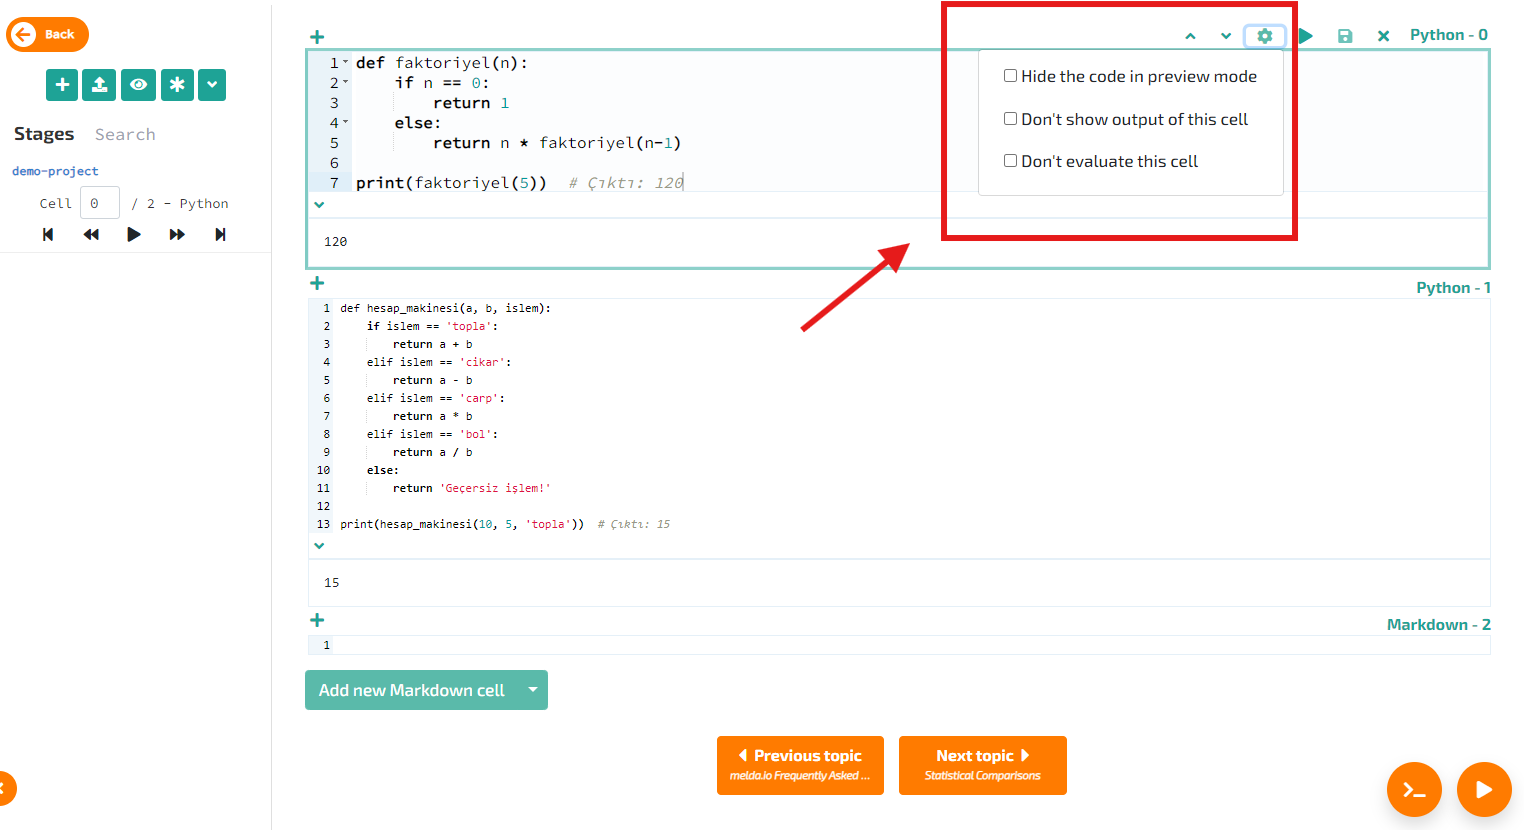 Back
Stages Search
demo-project
Cell 0 / 2 - Python
Python - 0
Hide the code in preview mode
Don't show output of this cell
Don't evaluate this cell
1 def faktoriyel(n):
2 if n == 0:
3 return 1
4 else:
5 return n * faktoriyel(n-1)
6
7 print(faktoriyel(5)) # Çıktı: 120
120
Python - 1
1 def hesap_makinesi(a, b, islem):
2 if islem == 'topla':
3 return a + b
4 elif islem == 'cikar':
5 return a - b
6 elif islem == 'carp':
7 return a * b
8 elif islem == 'bol':
9 return a / b
10 else:
11 return 'Geçersiz işlem!'
12
13 print(hesap_makinesi(10, 5, 'topla')) # Çıktı: 15
15
Markdown - 2
1
Add new Markdown cell
Previous topic
melda.io Frequently Asked ...
Next topic
Statistical Comparisons